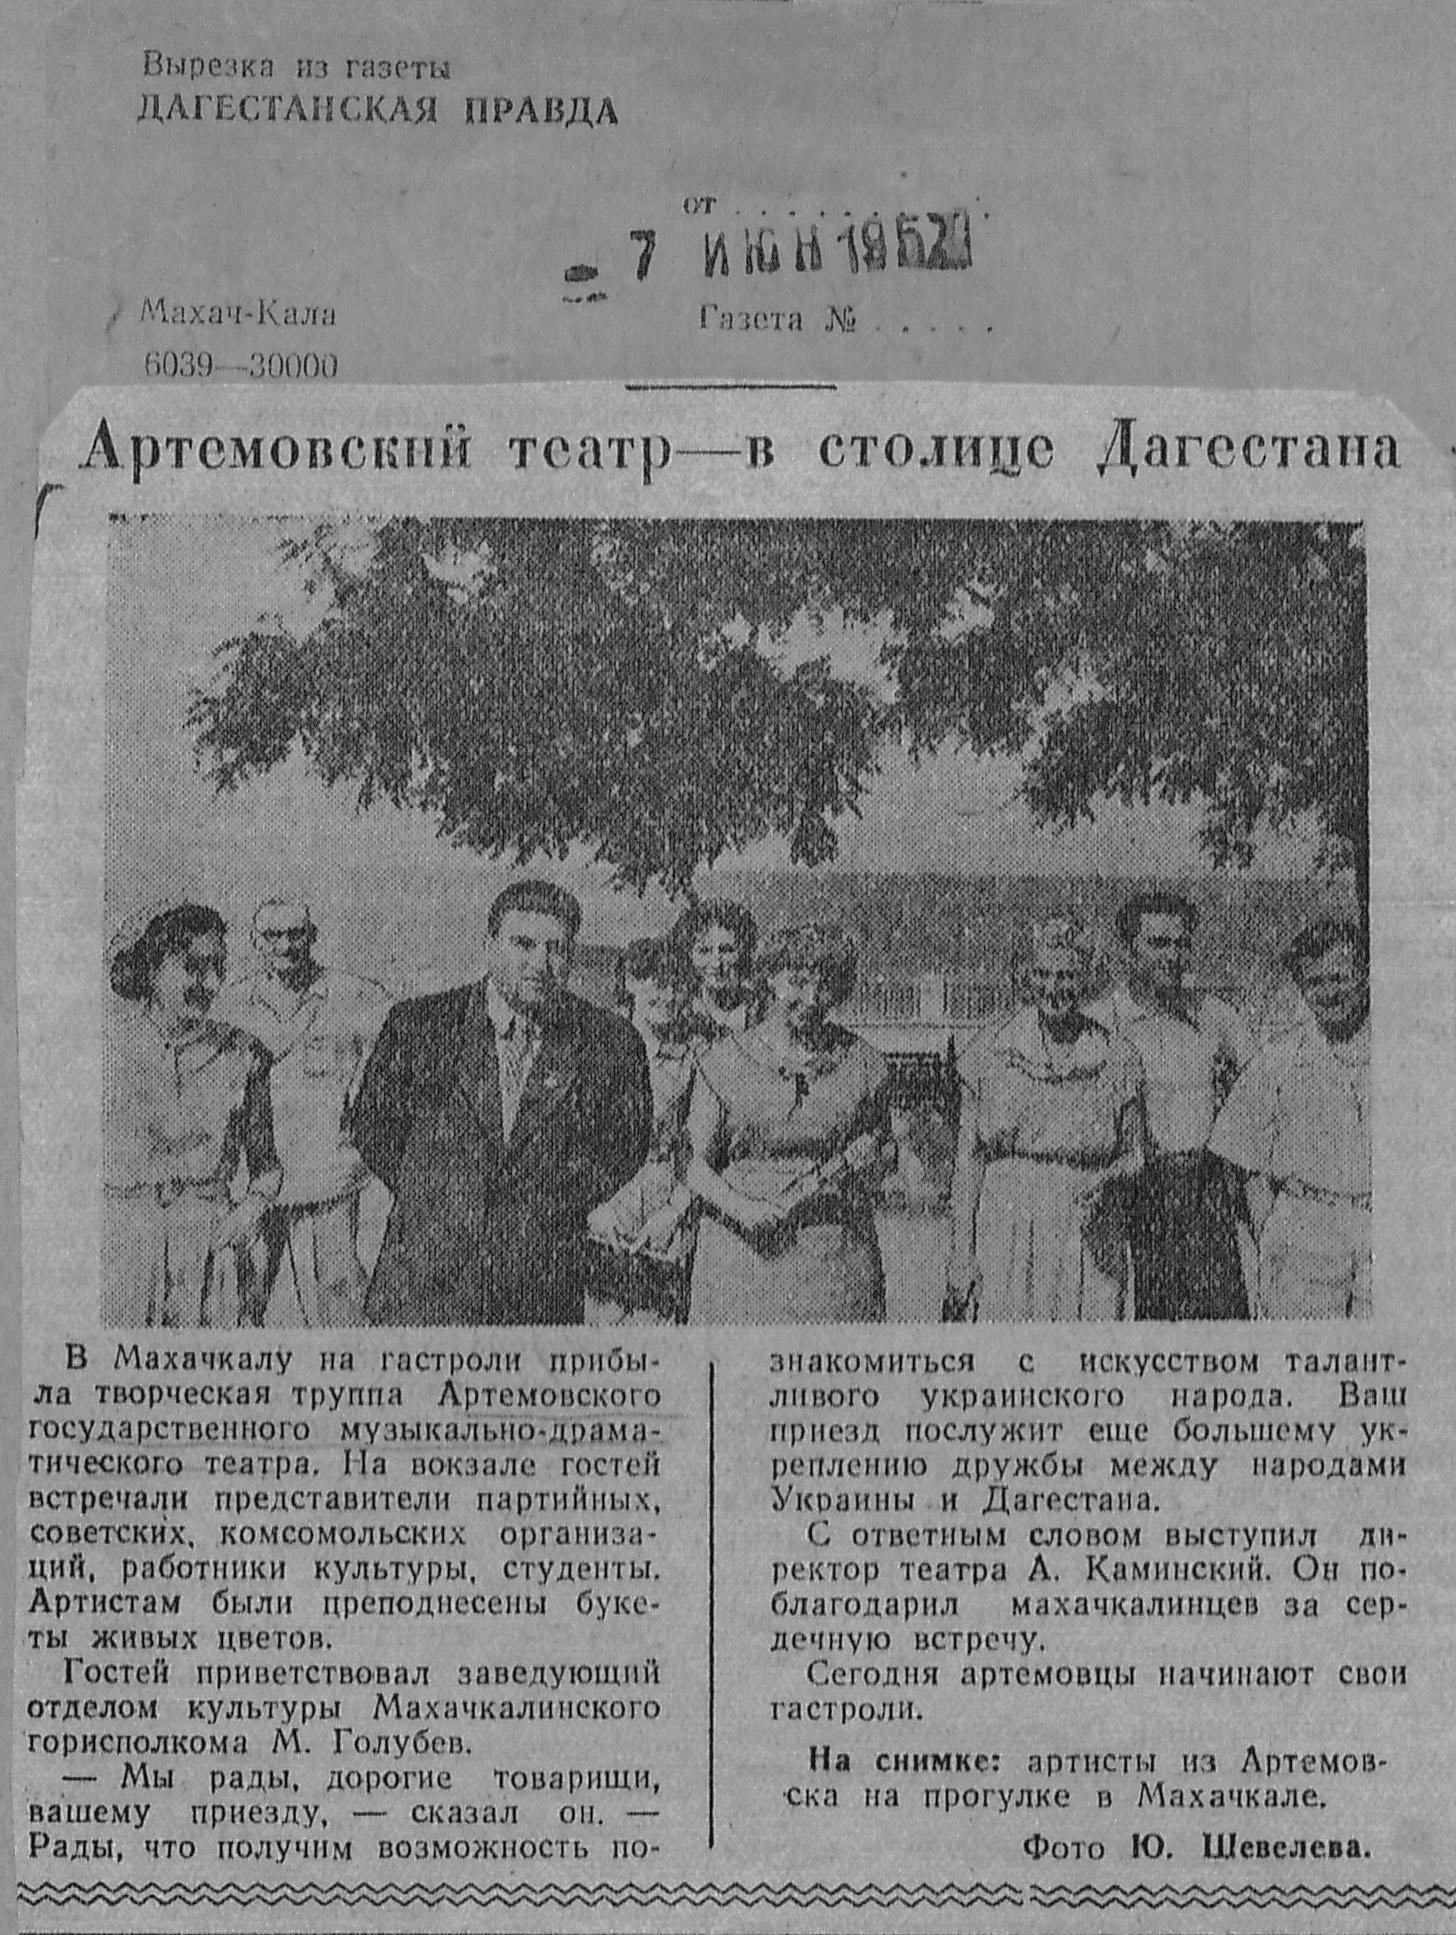 Вырезка из газеты
ДАГЕСТАНСКАЯ ПРАВДА
от . . . . . . . .
- 7 ИЮН 1962
Махач-Кала
Газета № . . . . .
6039—30000
Артемовский театр—в столице Дагестана
В Махачкалу на гастроли прибы-
ла творческая труппа Артемовского
государственного музыкально-драма-
тического театра. На вокзале гостей
встречали представители партийных,
советских, комсомольских организа-
ций, работники культуры, студенты.
Артистам были преподнесены буке-
ты живых цветов.
Гостей приветствовал заведующий
отделом культуры Махачкалинского
горисполкома М. Голубев.
— Мы рады, дорогие товарищи,
вашему приезду, — сказал он. —
Рады, что получим возможность по-
знакомиться с искусством талант-
ливого украинского народа. Ваш
приезд послужит еще большему ук-
реплению дружбы между народами
Украины и Дагестана.
С ответным словом выступил ди-
ректор театра А. Каминский. Он по-
благодарил махачкалинцев за сер-
дечную встречу.
Сегодня артемовцы начинают свои
гастроли.
На снимке: артисты из Артемов-
ска на прогулке в Махачкале.
Фото Ю. Шевелева.